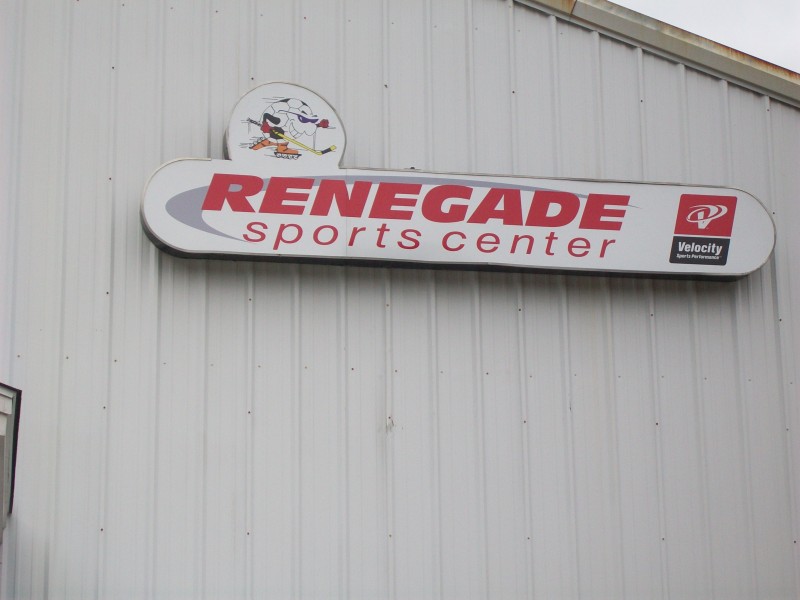 RENEGADE
sports center
Velocity
Sports Performance